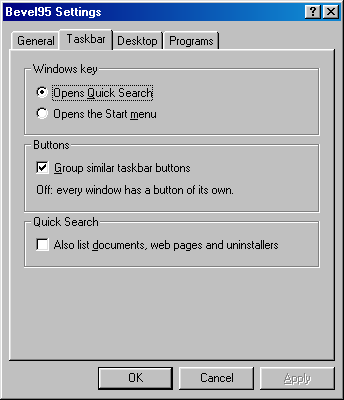 Bevel95 Settings
General Taskbar Desktop Programs
Windows key
Opens Quick Search
Opens the Start menu
Buttons
Group similar taskbar buttons
Off: every window has a button of its own.
Quick Search
Also list documents, web pages and uninstallers
OK Cancel Apply